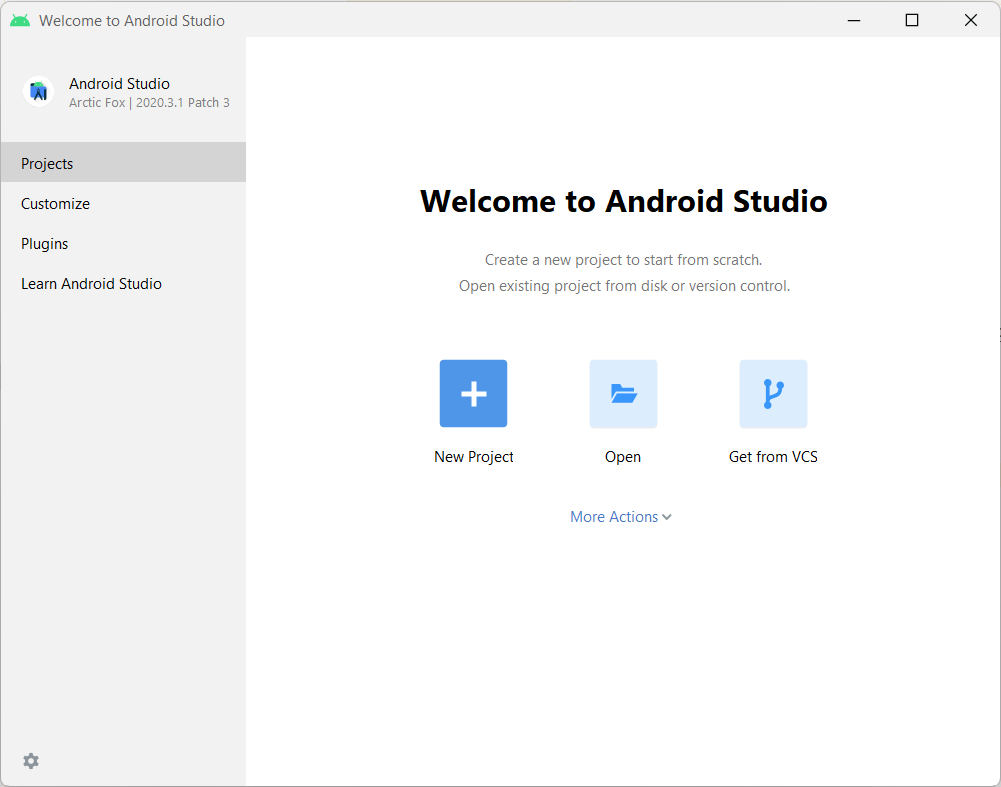 Welcome to Android Studio
Android Studio
Arctic Fox | 2020.3.1 Patch 3
Projects
Customize
Plugins
Learn Android Studio
Welcome to Android Studio
Create a new project to start from scratch.
Open existing project from disk or version control.
New Project
Open
Get from VCS
More Actions